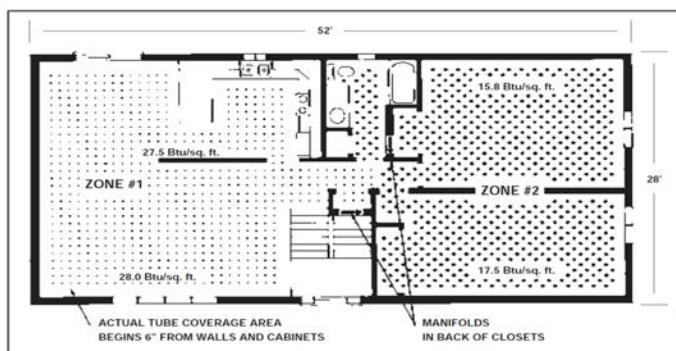 52'
15.8 Btu/sq. ft.
27.5 Btu/sq. ft.
ZONE #1
ZONE #2
28'
28.0 Btu/sq. ft.
17.5 Btu/sq. ft.
ACTUAL TUBE COVERAGE AREA
BEGINS 6" FROM WALLS AND CABINETS
MANIFOLDS
IN BACK OF CLOSETS